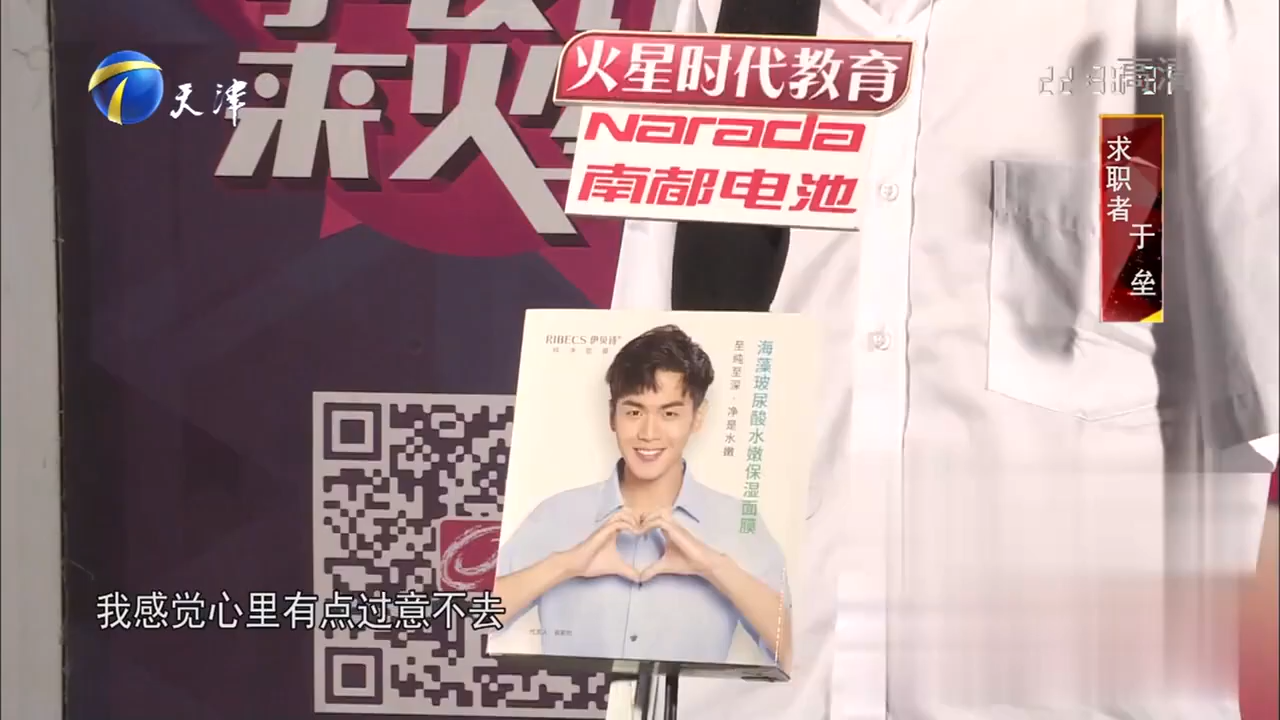 天津
来火
火星时代教育
Narada
南都电池
求职者
于垒
RIBECS 伊贝诗
海藻玻尿酸水嫩保湿面膜
至纯至深·净是水嫩
我感觉心里有点过意不去